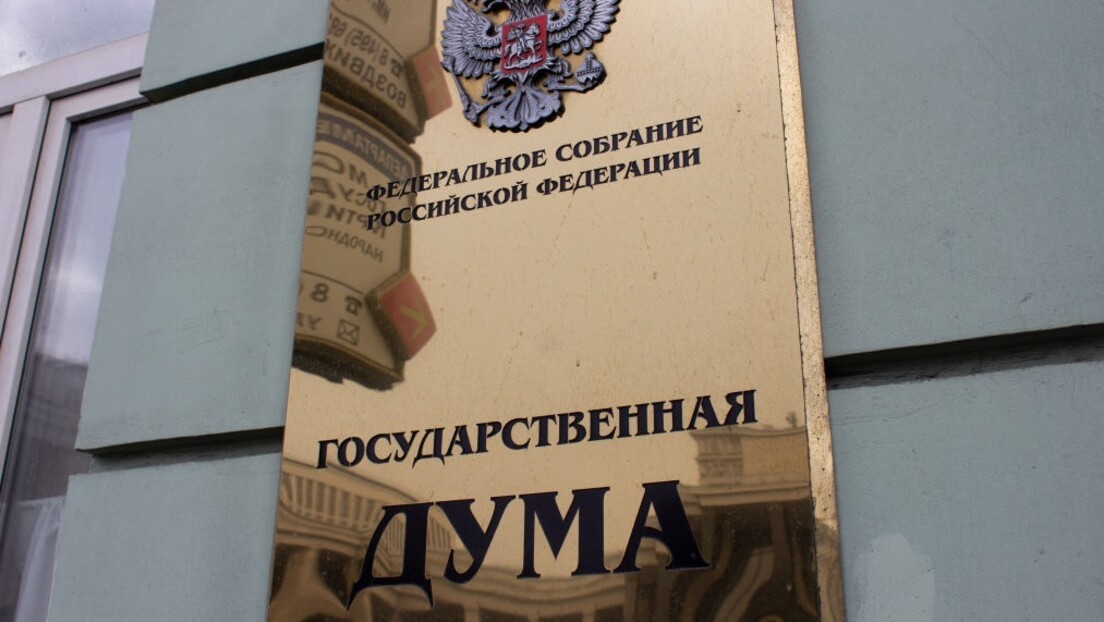 ФЕДЕРАЛЬНОЕ СОБРАНИЕ
РОССИЙСКОЙ ФЕДЕРАЦИИ
ГОСУДАРСТВЕННАЯ
ДУМА